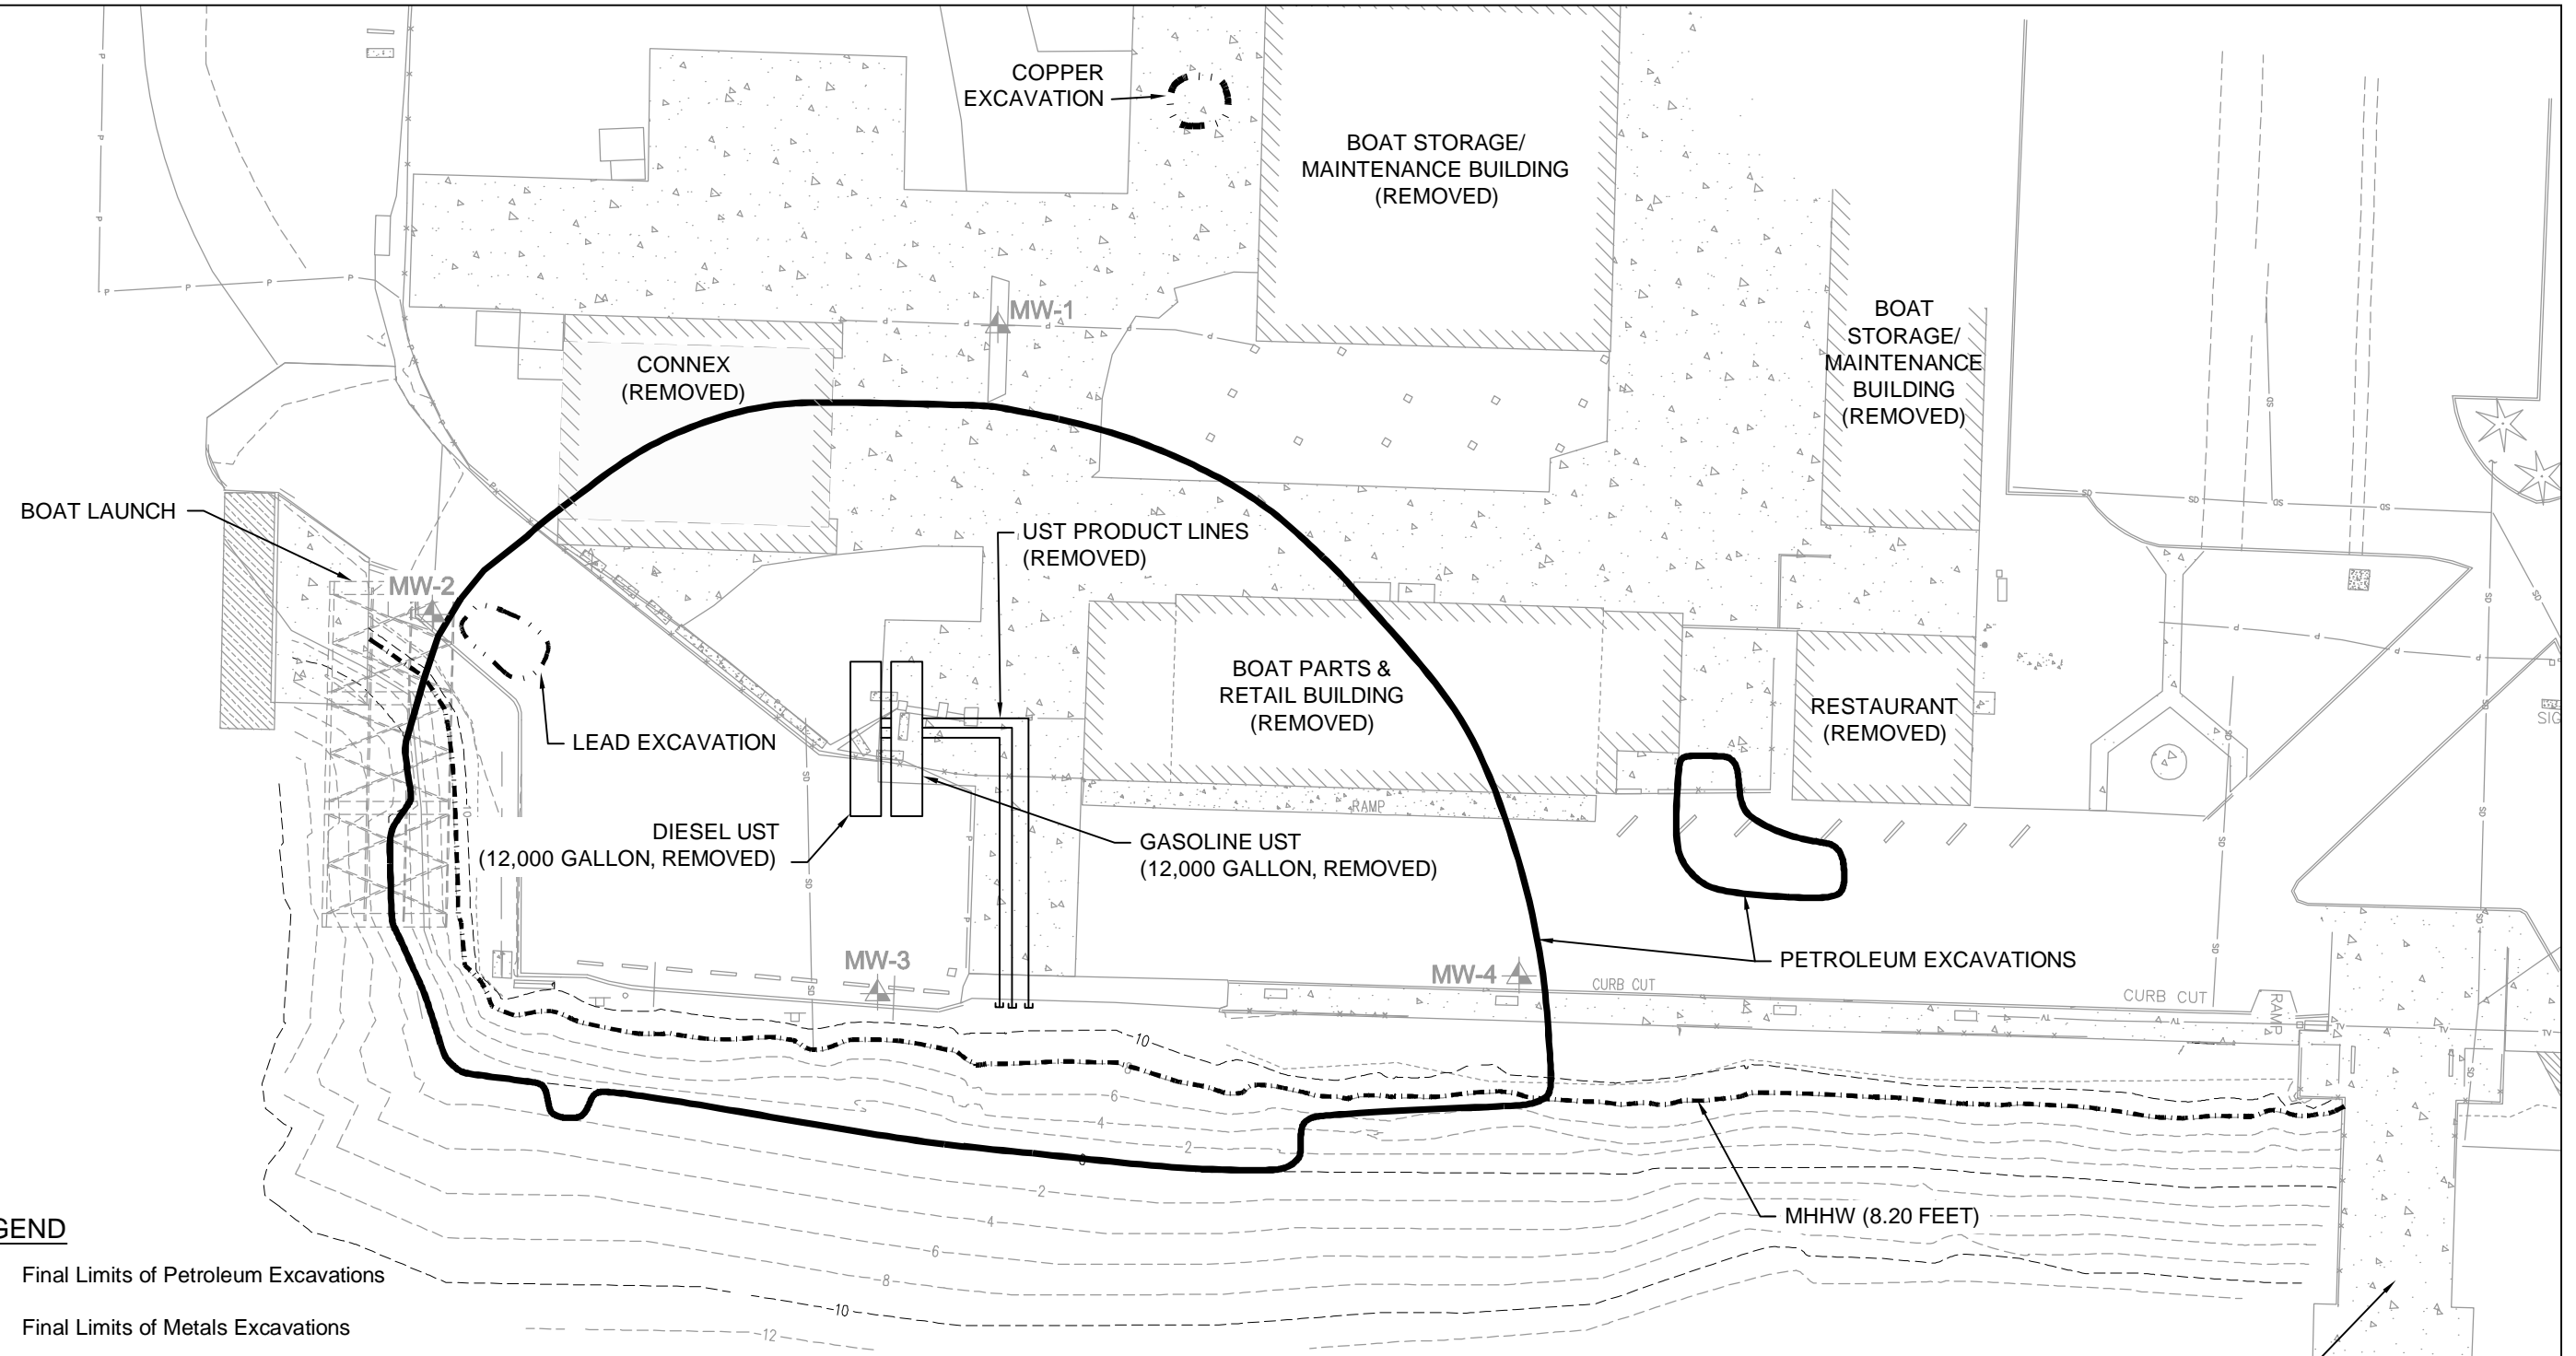 COPPER
EXCAVATION
BOAT STORAGE/
MAINTENANCE BUILDING
(REMOVED)
MW-1
BOAT
STORAGE/
MAINTENANCE
BUILDING
(REMOVED)
CONNEX
(REMOVED)
BOAT LAUNCH
UST PRODUCT LINES
(REMOVED)
MW-2
BOAT PARTS &
RETAIL BUILDING
(REMOVED)
RESTAURANT
(REMOVED)
SIG
LEAD EXCAVATION
RAMP
DIESEL UST
(12,000 GALLON, REMOVED)
GASOLINE UST
(12,000 GALLON, REMOVED)
PETROLEUM EXCAVATIONS
MW-3
MW-4
CURB CUT
CURB CUT
RAMP
10
10
8
6
4
2
0
2
4
6
8
10
12
MHHW (8.20 FEET)
GEND
Final Limits of Petroleum Excavations
Final Limits of Metals Excavations